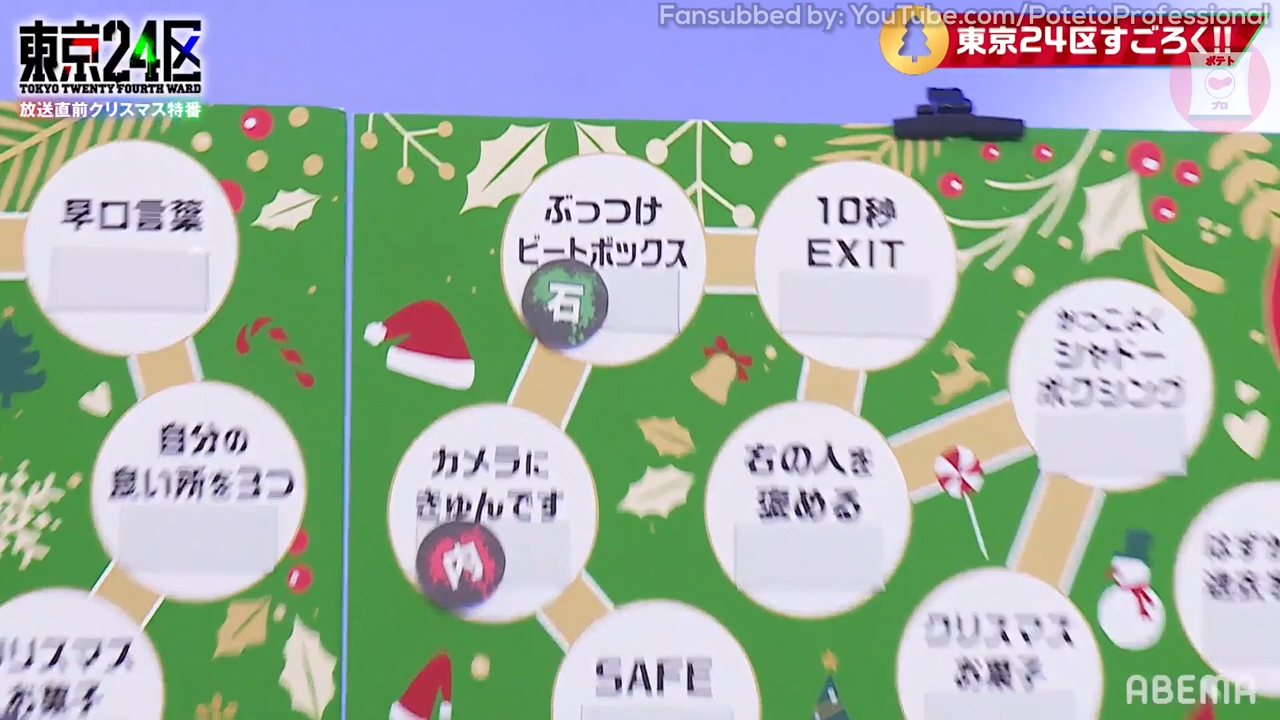 Fansubbed by: YouTube.com/PotetoProfessional
東京24区
TOKYO TWENTY FOURTH WARD
放送直前クリスマス特番
東京24区すごろく!!
ポテト
プロ
早口言葉
ぶっつけ
ビートボックス
石
10秒
EXIT
かっこよく
シャドー
ボクシング
自分の
良い所を3つ
カメラに
きゅんです
内
右の人を
褒める
クリスマス
お菓子
SAFE
クリスマス
お菓子
ABEMA